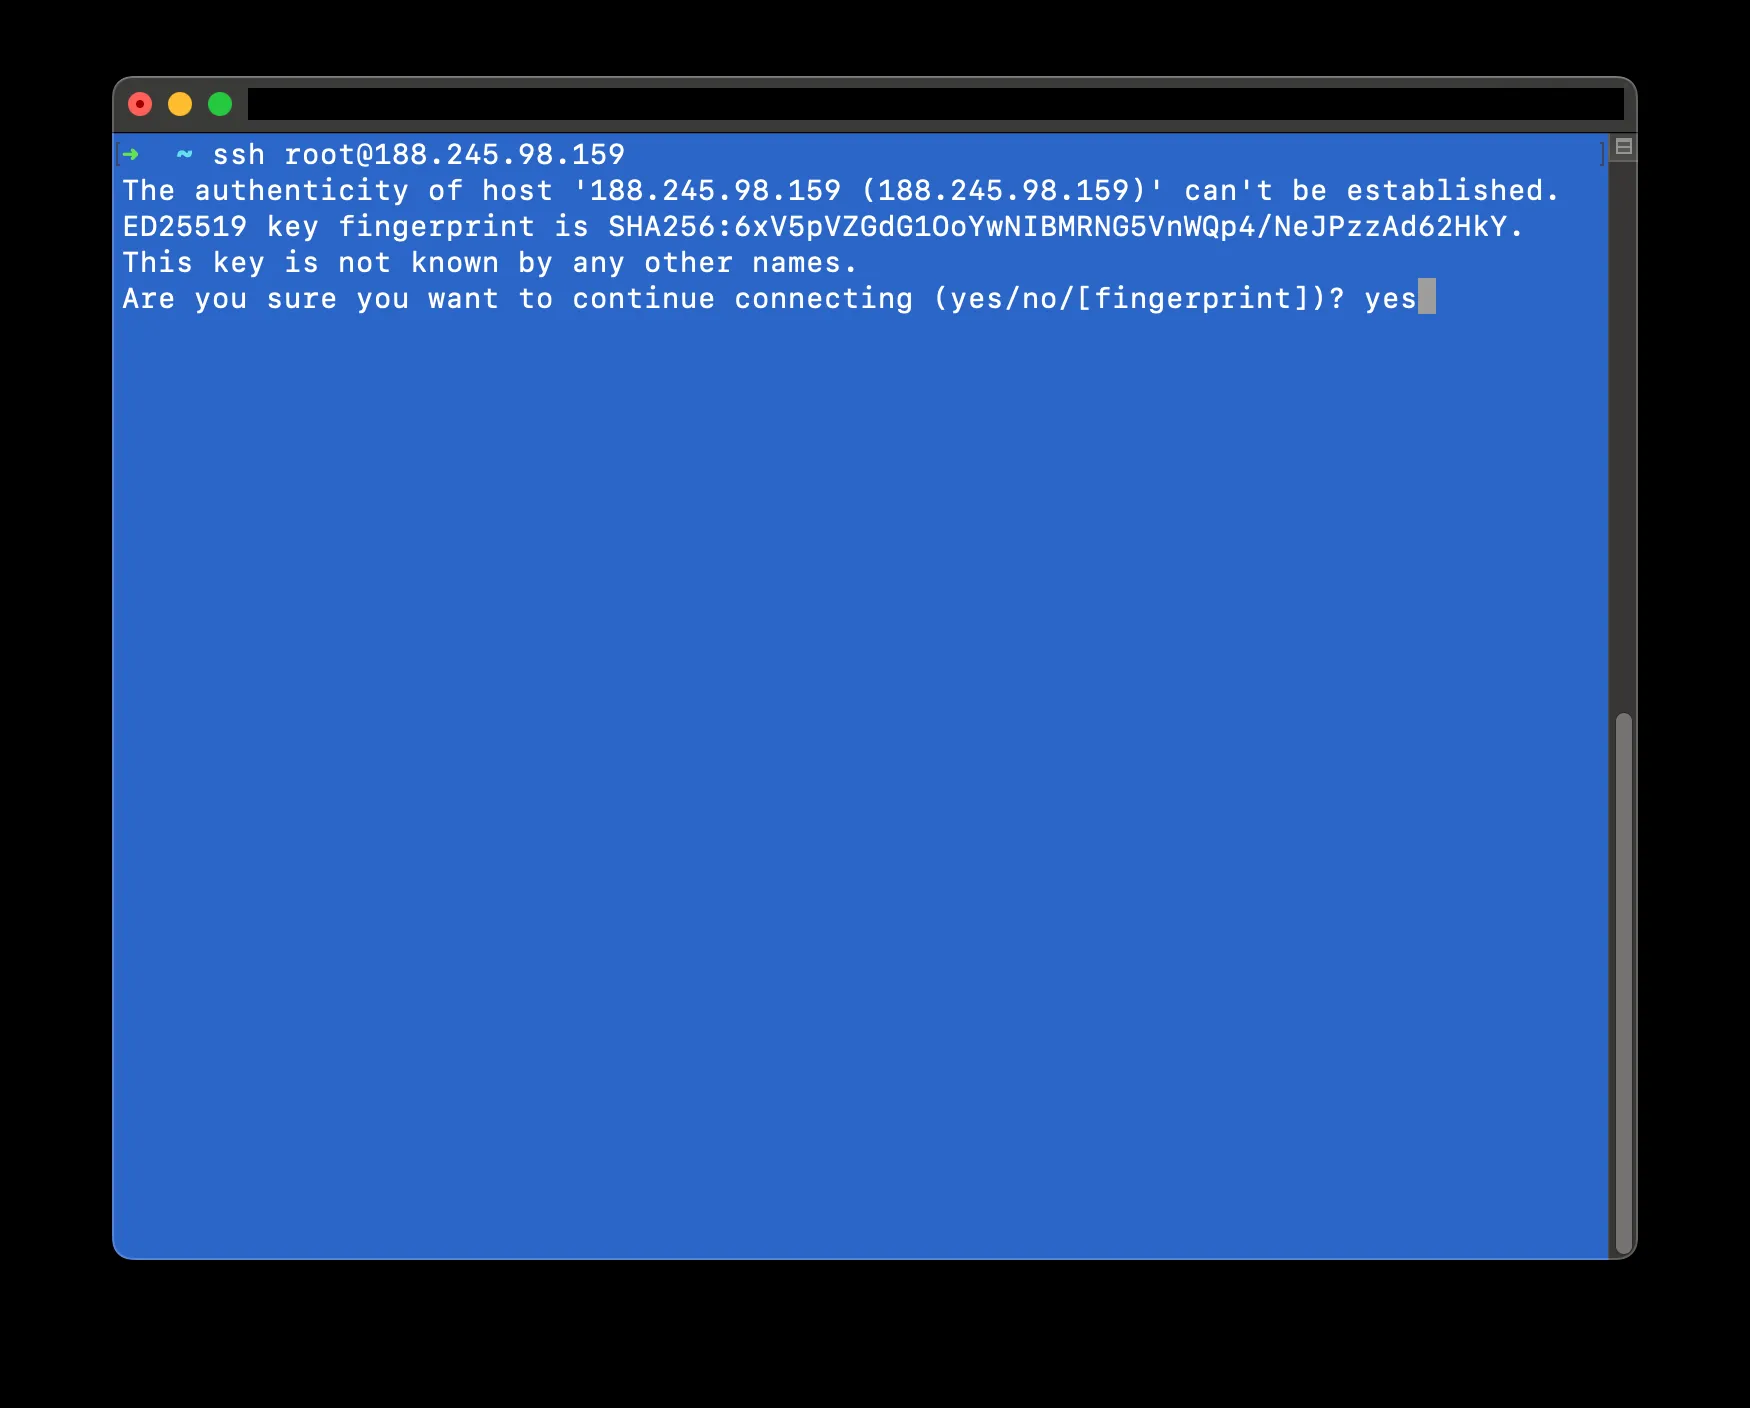 ➜  ~ ssh root@188.245.98.159
The authenticity of host '188.245.98.159 (188.245.98.159)' can't be established.
ED25519 key fingerprint is SHA256:6xV5pVZGdG1OoYwNIBMRNG5VnWQp4/NeJPzzAd62HkY.
This key is not known by any other names.
Are you sure you want to continue connecting (yes/no/[fingerprint])? yes